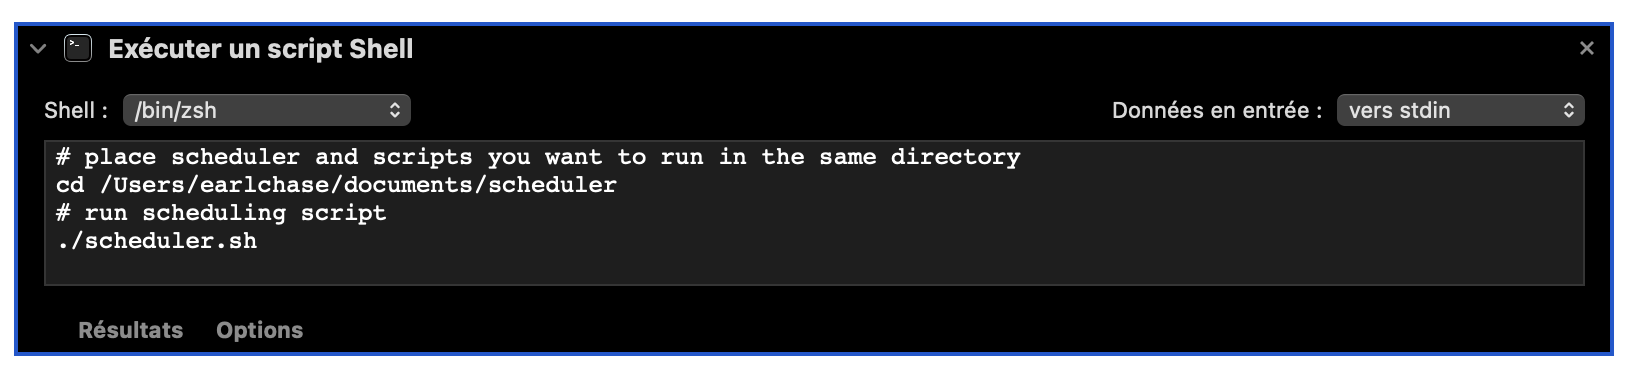 Exécuter un script Shell
Shell : /bin/zsh Données en entrée : vers stdin
# place scheduler and scripts you want to run in the same directory
cd /Users/earlchase/documents/scheduler
# run scheduling script
./scheduler.sh
Résultats Options